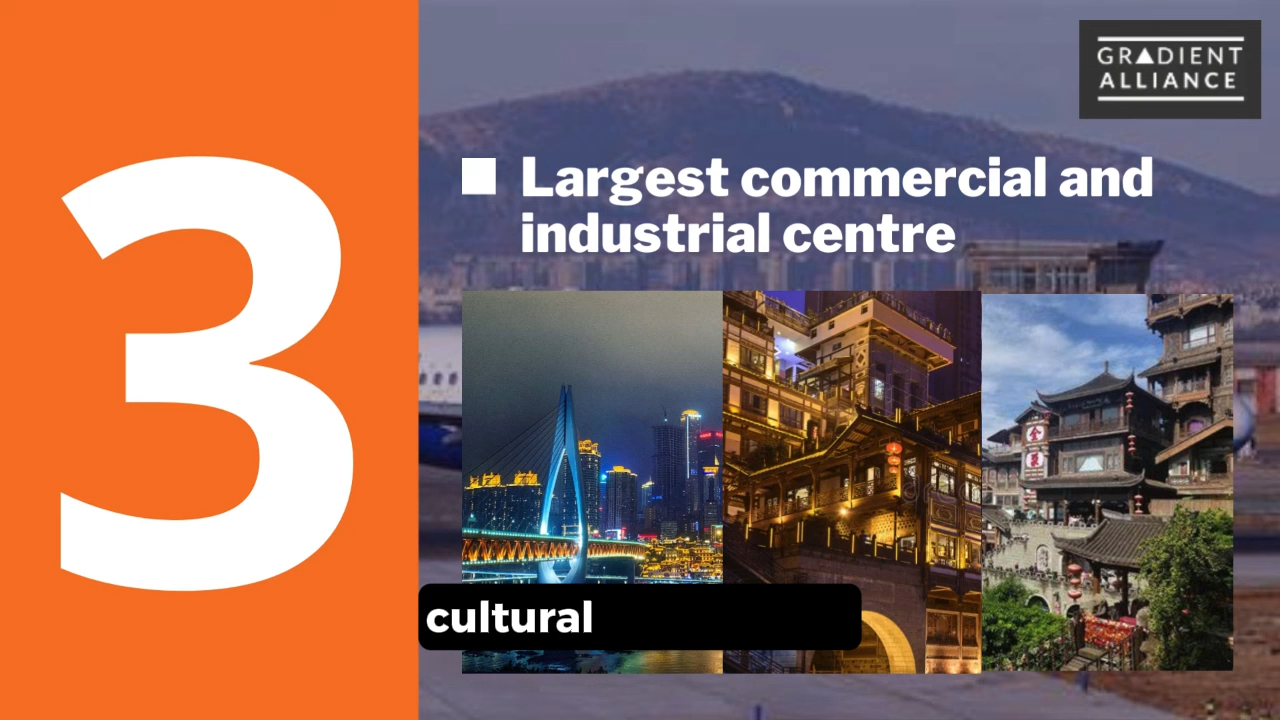 3
GRADIENT
ALLIANCE
Largest commercial and
industrial centre
cultural